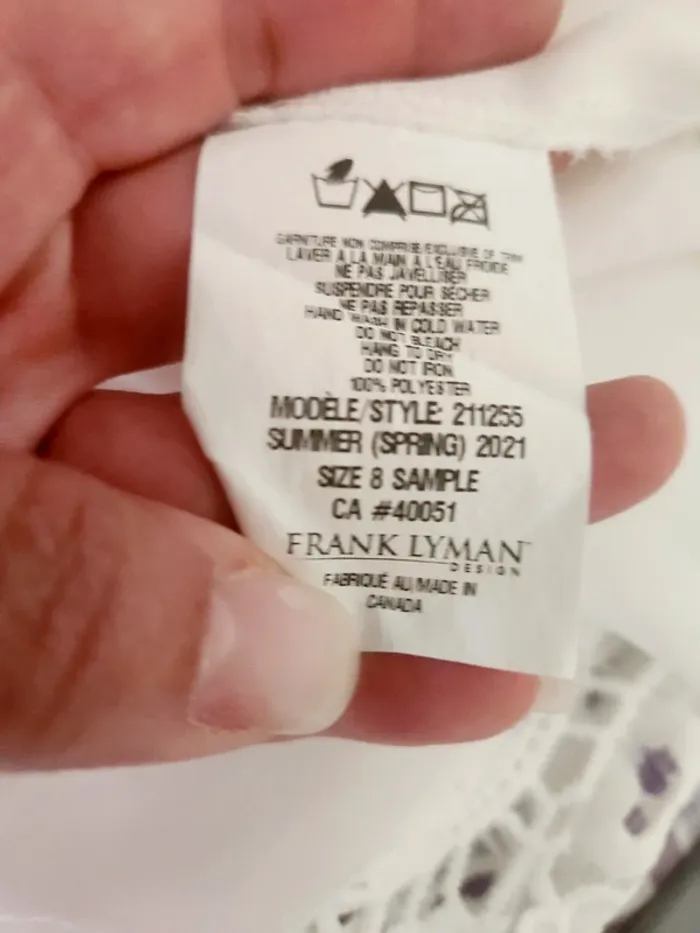 GARNITURE NON COMPRISE/EXCLUSIVE OF TRIM
LAVER A LA MAIN A L'EAU FROIDE
NE PAS JAVELLISER
SUSPENDRE POUR SECHER
NE PAS REPASSER
HAND WASH IN COLD WATER
DO NOT BLEACH
HANG TO DRY
DO NOT IRON
100% POLYESTER
MODÈLE/STYLE: 211255
SUMMER (SPRING) 2021
SIZE 8 SAMPLE
CA #40051
FRANK LYMAN™
DESIGN
FABRIQUÉ AU/MADE IN
CANADA